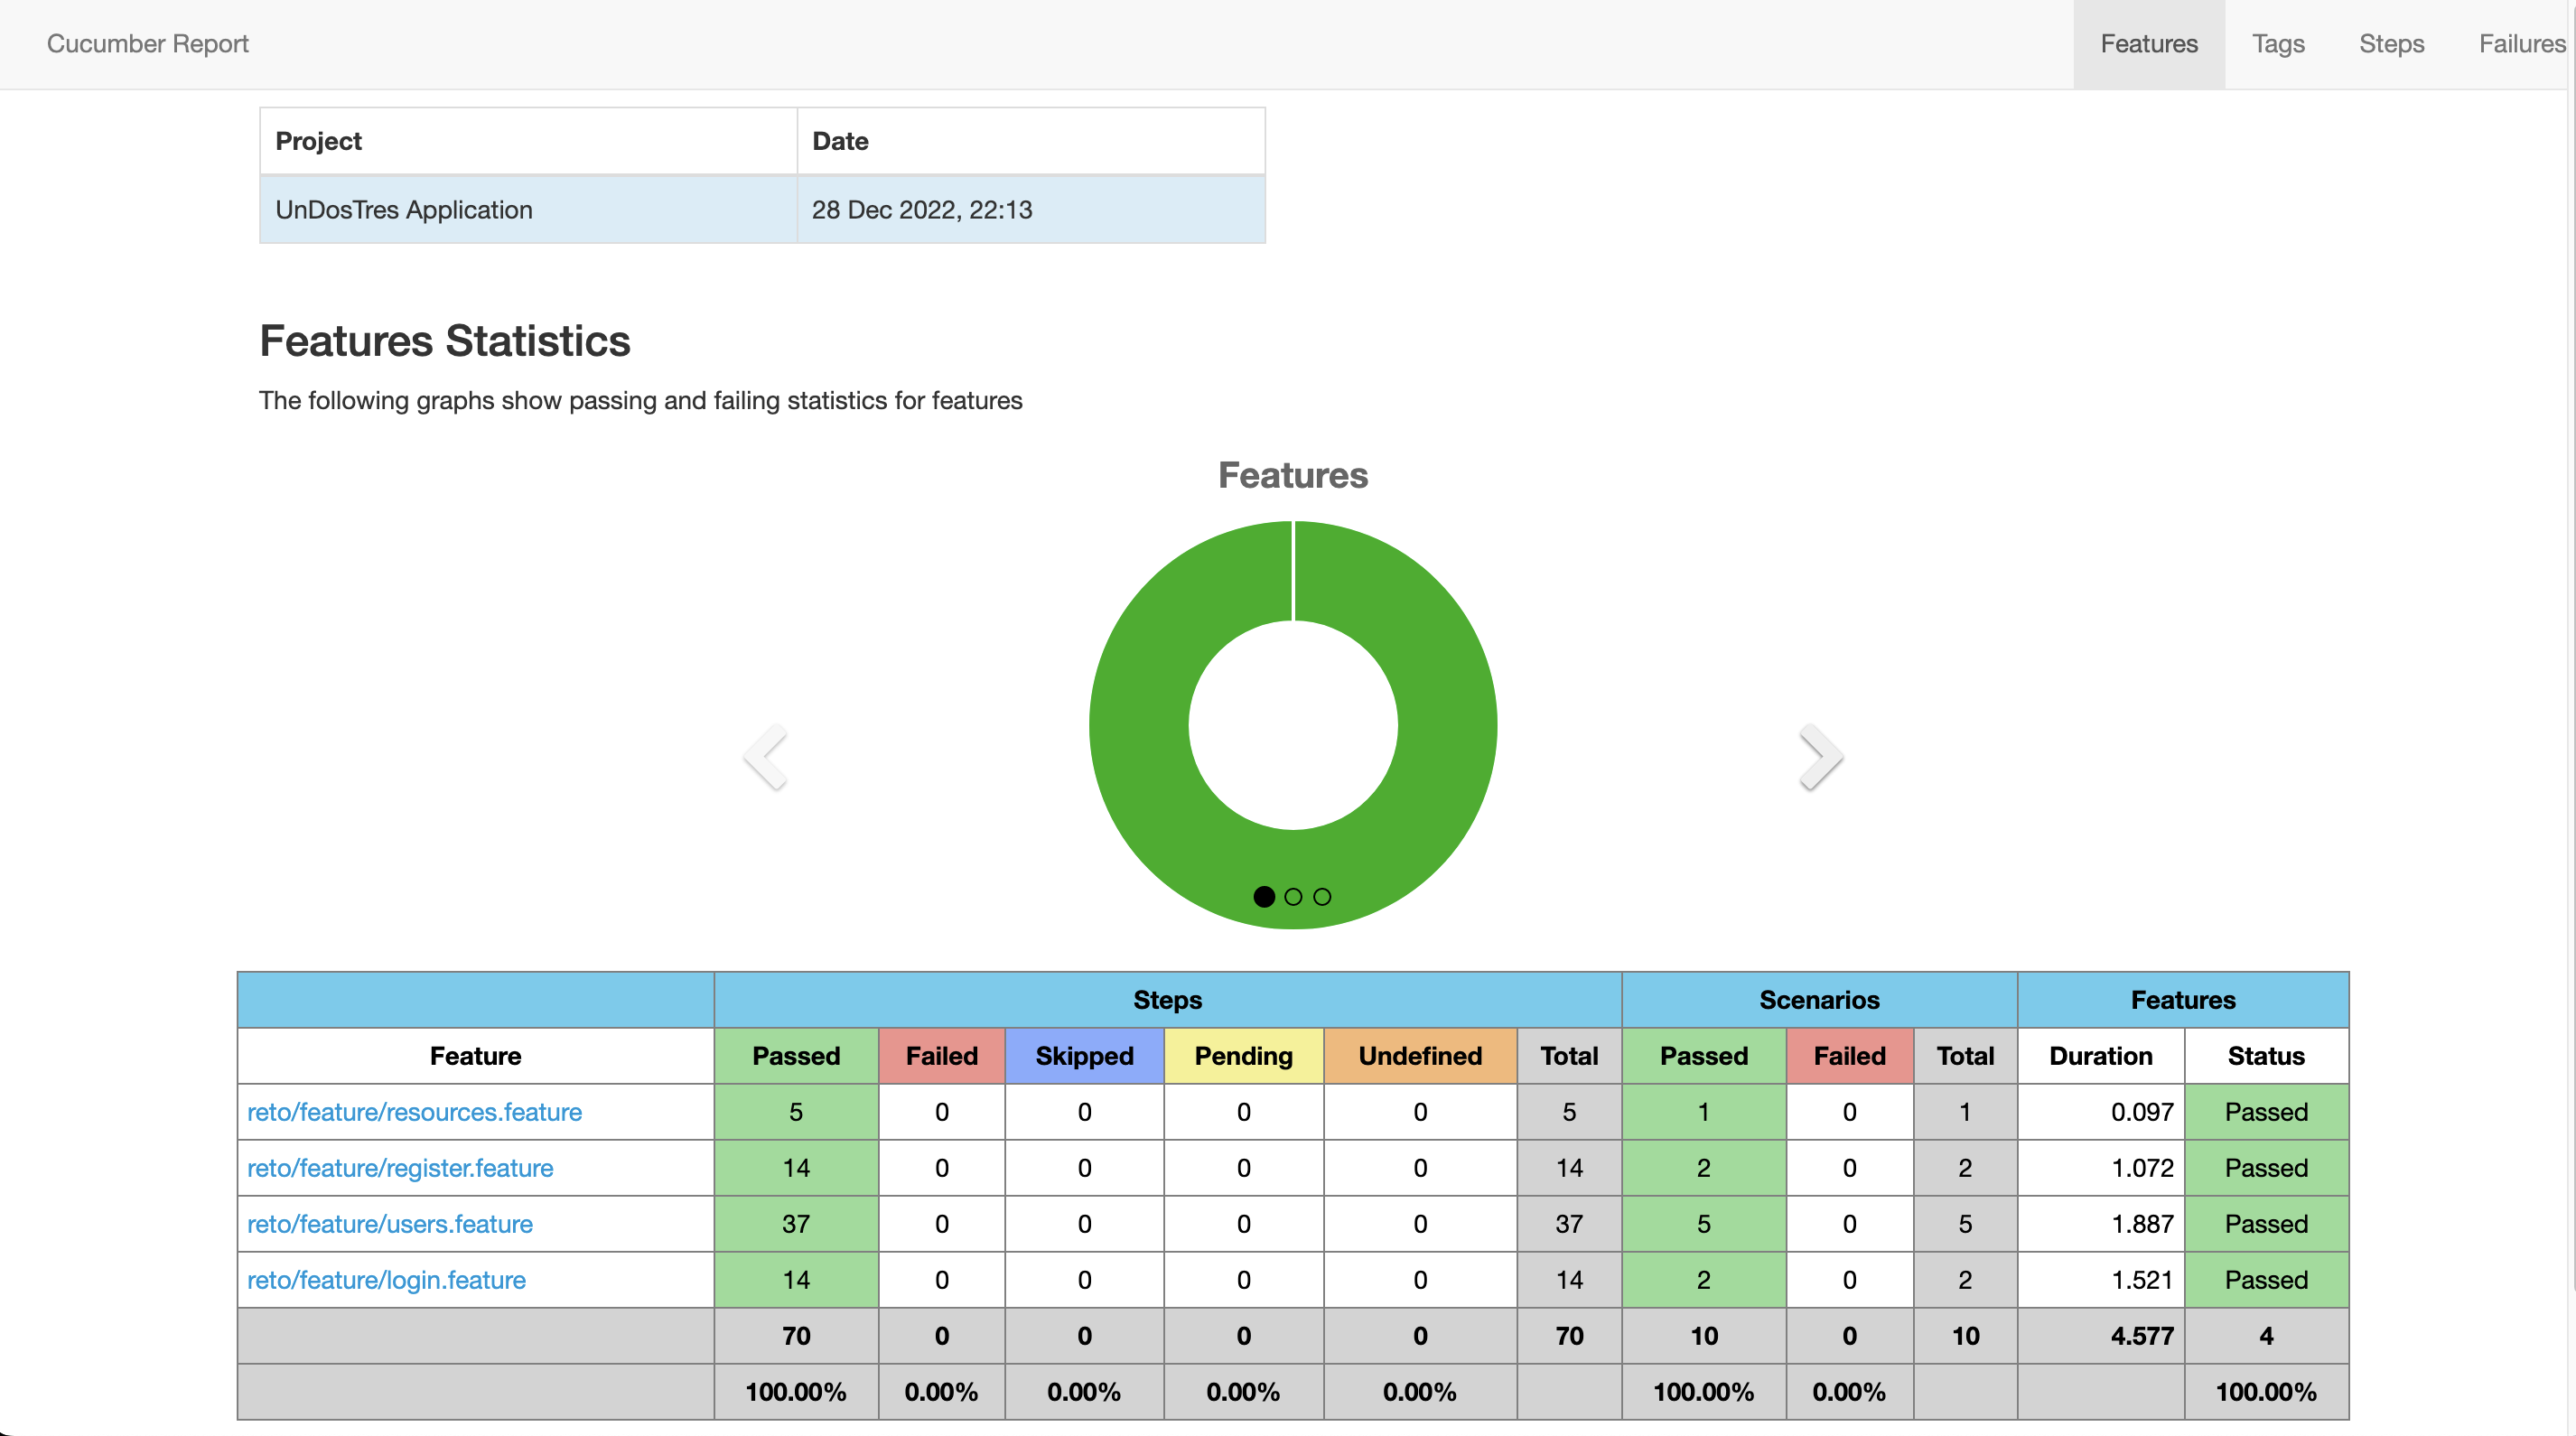 Cucumber Report Features Tags Steps Failures
Project Date
UnDosTres Application 28 Dec 2022, 22:13
Features Statistics
The following graphs show passing and failing statistics for features
Features
Steps Scenarios Features
Feature Passed Failed Skipped Pending Undefined Total Passed Failed Total Duration Status
reto/feature/resources.feature 5 0 0 0 0 5 1 0 1 0.097 Passed
reto/feature/register.feature 14 0 0 0 0 14 2 0 2 1.072 Passed
reto/feature/users.feature 37 0 0 0 0 37 5 0 5 1.887 Passed
reto/feature/login.feature 14 0 0 0 0 14 2 0 2 1.521 Passed
70 0 0 0 0 70 10 0 10 4.577 4
100.00% 0.00% 0.00% 0.00% 0.00% 100.00% 0.00% 100.00%